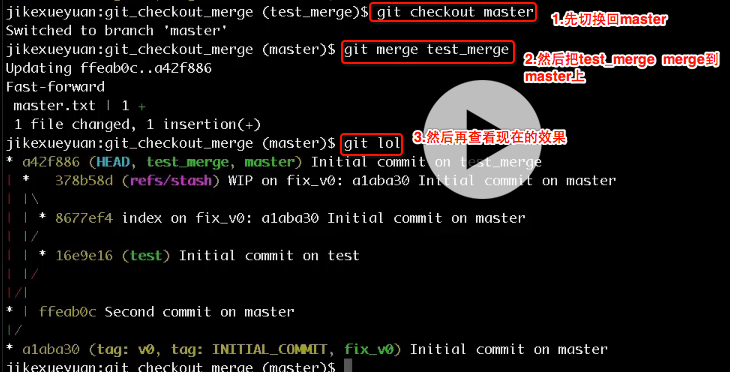 jikexueyuan:git_checkout_merge (test_merge)$ git checkout master
1.先切换回master
Switched to branch 'master'
jikexueyuan:git_checkout_merge (master)$ git merge test_merge
2.然后把test_merge merge到
master上
Updating ffeab0c..a42f886
Fast-forward
 master.txt | 1 +
 1 file changed, 1 insertion(+)
jikexueyuan:git_checkout_merge (master)$ git lol
3.然后再查看现在的效果
* a42f886 (HEAD, test_merge, master) Initial commit on test_merge
| *   378b58d (refs/stash) WIP on fix_v0: a1aba30 Initial commit on master
| |\
| | * 8677ef4 index on fix_v0: a1aba30 Initial commit on master
| |/
| | * 16e9e16 (test) Initial commit on test
| |/
|/|
* | ffeab0c Second commit on master
|/
* a1aba30 (tag: v0, tag: INITIAL_COMMIT, fix_v0) Initial commit on master
jikexueyuan:git_checkout_merge (master)$